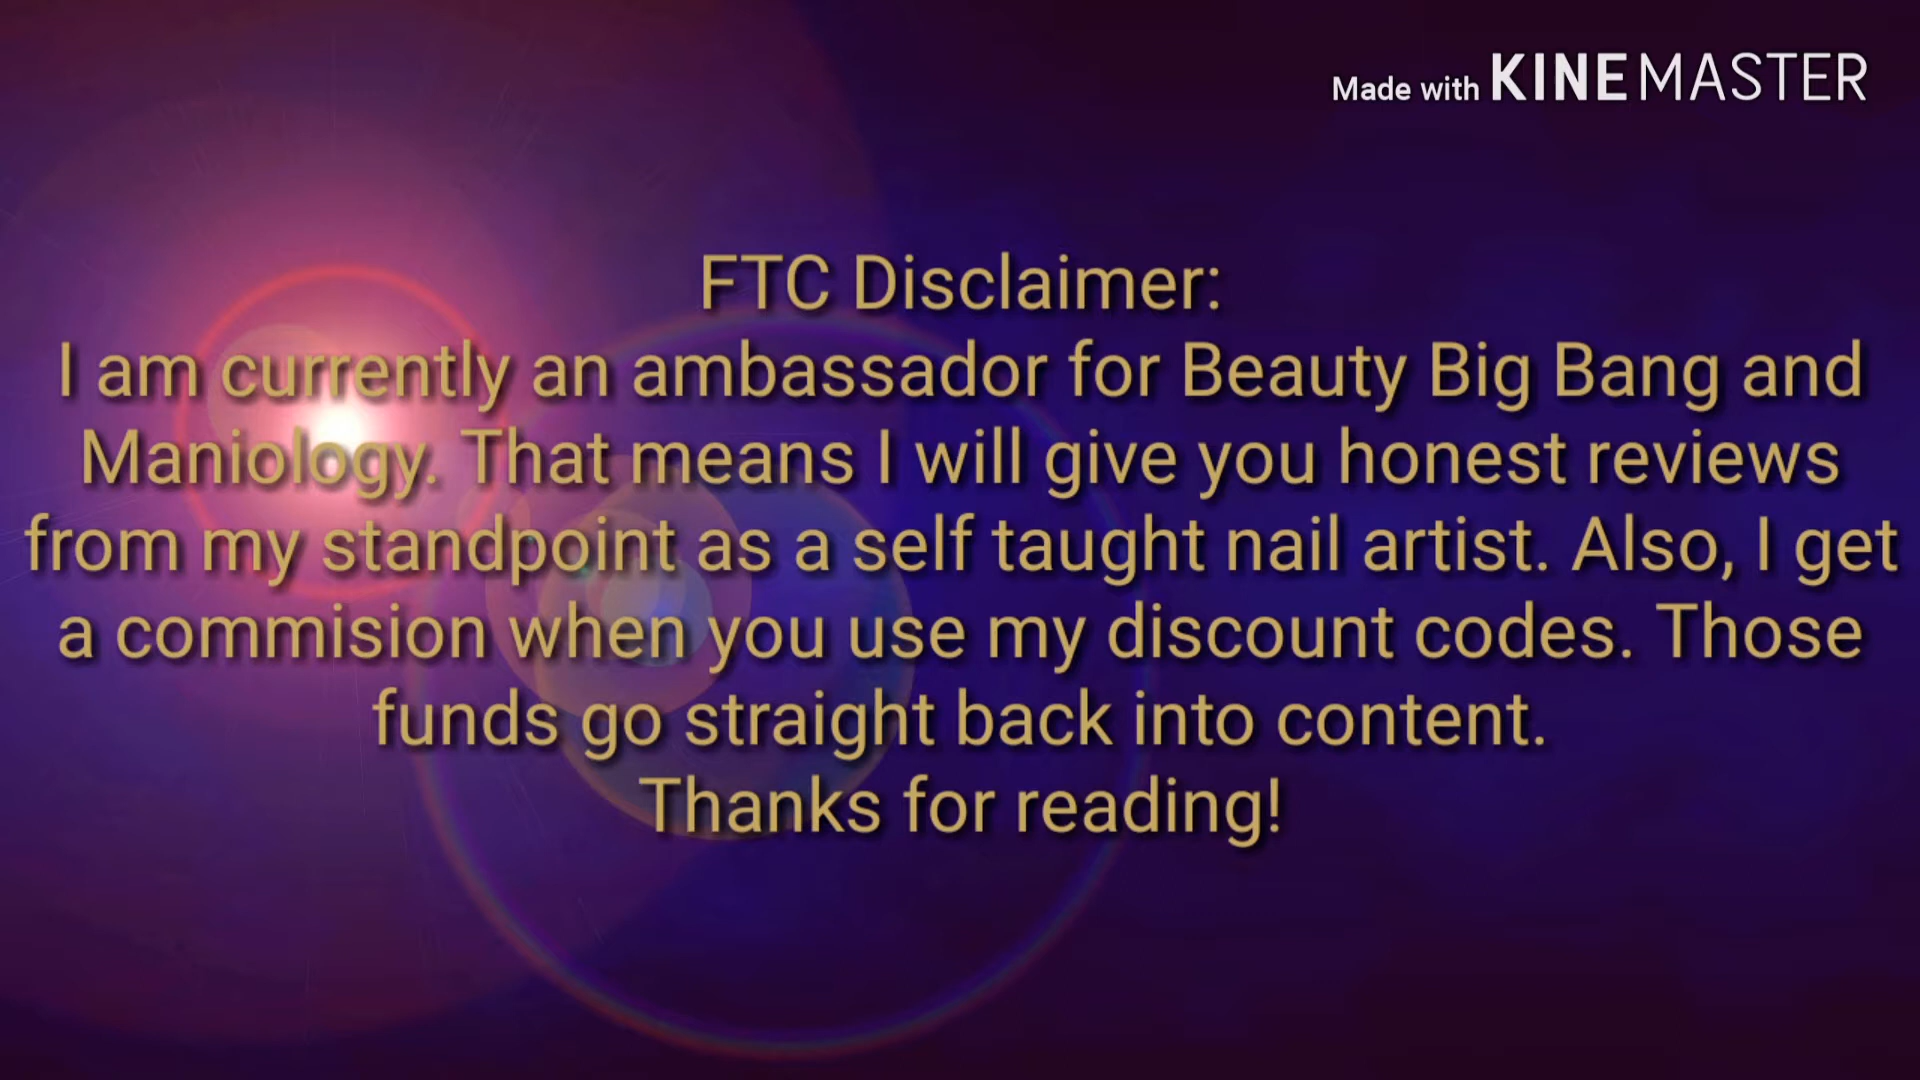 Made with KINEMASTER
FTC Disclaimer:
I am currently an ambassador for Beauty Big Bang and
Maniology. That means I will give you honest reviews
from my standpoint as a self taught nail artist. Also, I get
a commision when you use my discount codes. Those
funds go straight back into content.
Thanks for reading!